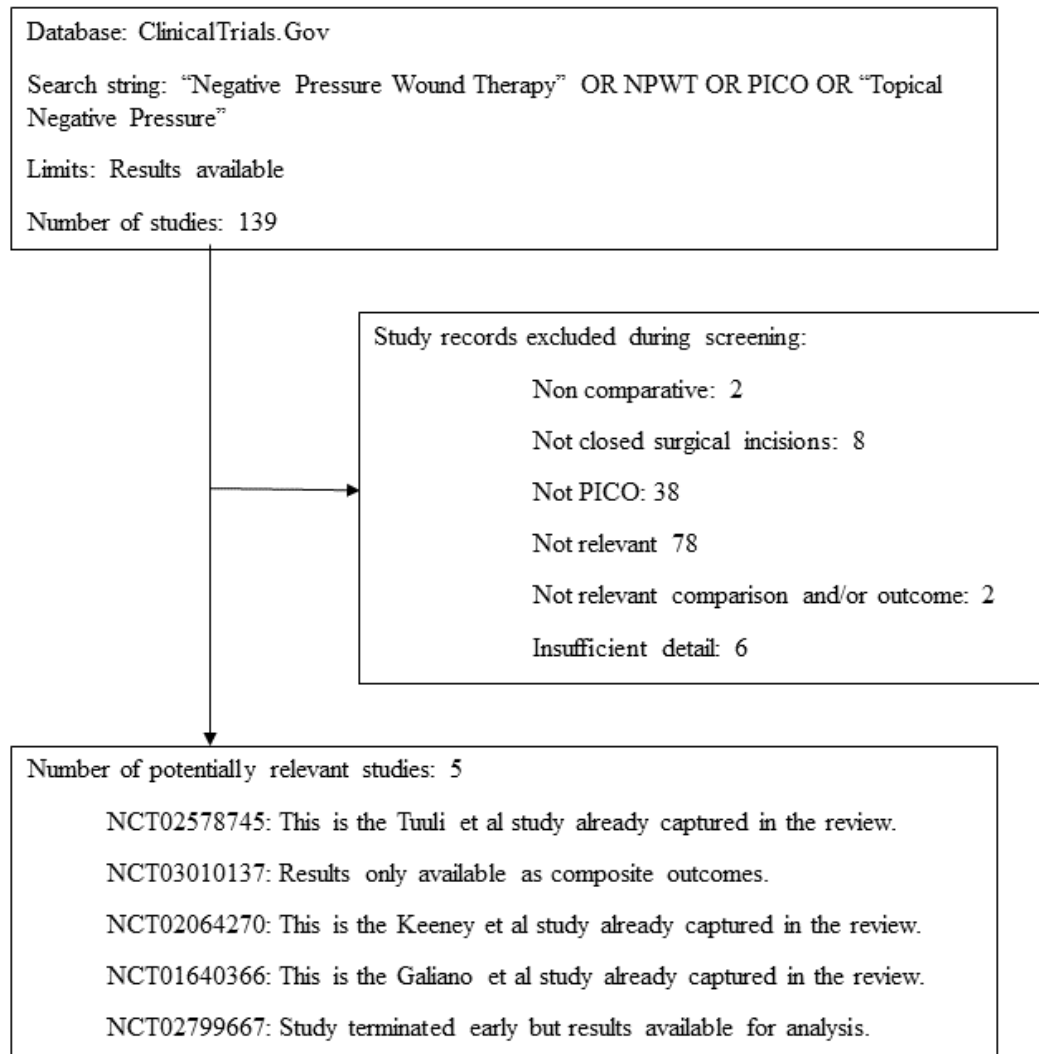 Database: ClinicalTrials.Gov
Search string: “Negative Pressure Wound Therapy” OR NPWT OR PICO OR “Topical
Negative Pressure”
Limits: Results available
Number of studies: 139
Study records excluded during screening:
Non comparative: 2
Not closed surgical incisions: 8
Not PICO: 38
Not relevant 78
Not relevant comparison and/or outcome: 2
Insufficient detail: 6
Number of potentially relevant studies: 5
NCT02578745: This is the Tuuli et al study already captured in the review.
NCT03010137: Results only available as composite outcomes.
NCT02064270: This is the Keeney et al study already captured in the review.
NCT01640366: This is the Galiano et al study already captured in the review.
NCT02799667: Study terminated early but results available for analysis.